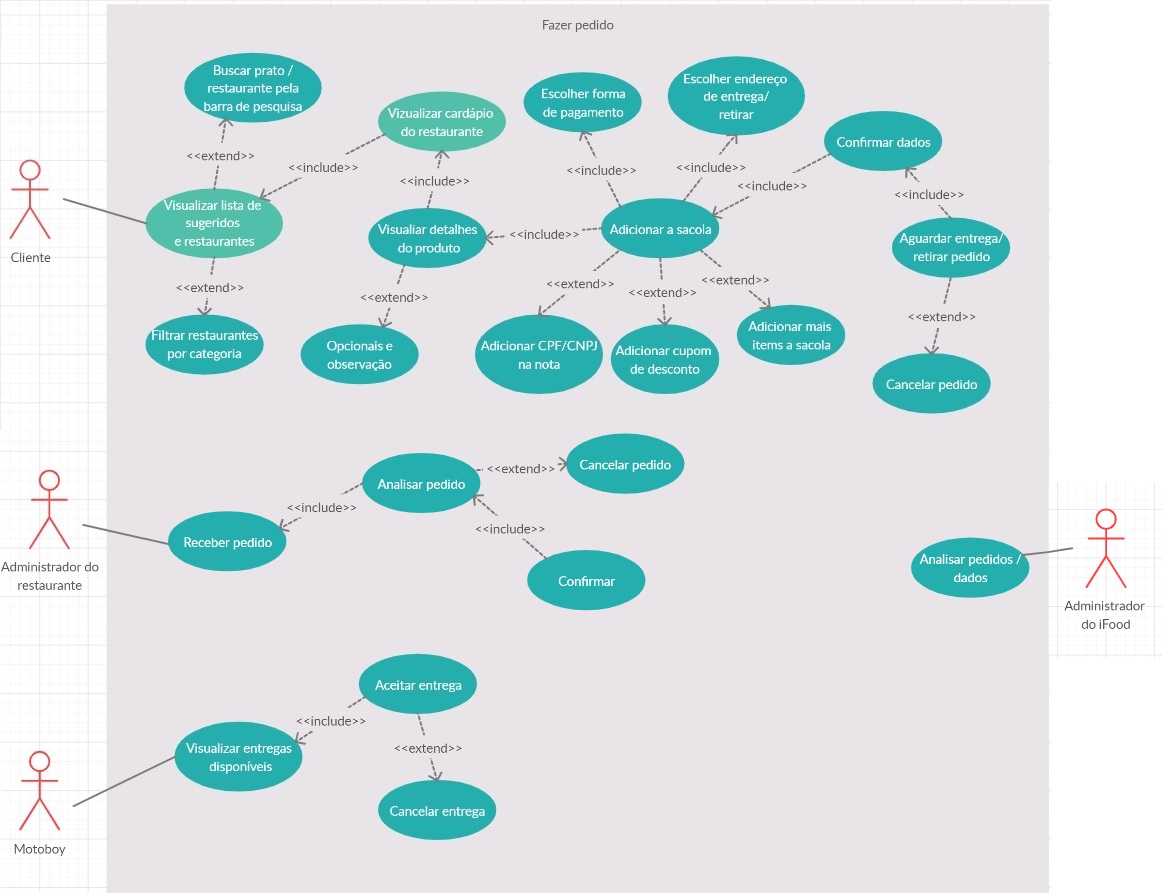 Fazer pedido
Buscar prato /
restaurante pela
barra de pesquisa
<<extend>>
Visualizar lista de
sugeridos
e restaurantes
<<extend>>
Filtrar restaurantes
por categoria
Cliente
Vizualizar cardápio
do restaurante
<<include>>
<<include>>
Visualiar detalhes
do produto
<<extend>>
Opcionais e
observação
<<include>>
Escolher forma
de pagamento
<<include>>
Escolher endereço
de entrega/
retirar
<<include>>
Adicionar a sacola
<<extend>>
Adicionar CPF/CNPJ
na nota
<<extend>>
Adicionar cupom
de desconto
<<extend>>
Adicionar mais
items a sacola
Confirmar dados
<<include>>
<<include>>
Aguardar entrega/
retirar pedido
<<extend>>
Cancelar pedido
Administrador do
restaurante
Receber pedido
<<include>>
Analisar pedido
<<extend>>
Cancelar pedido
<<include>>
Confirmar
Analisar pedidos /
dados
Administrador
do iFood
Motoboy
Visualizar entregas
disponíveis
<<include>>
Aceitar entrega
<<extend>>
Cancelar entrega